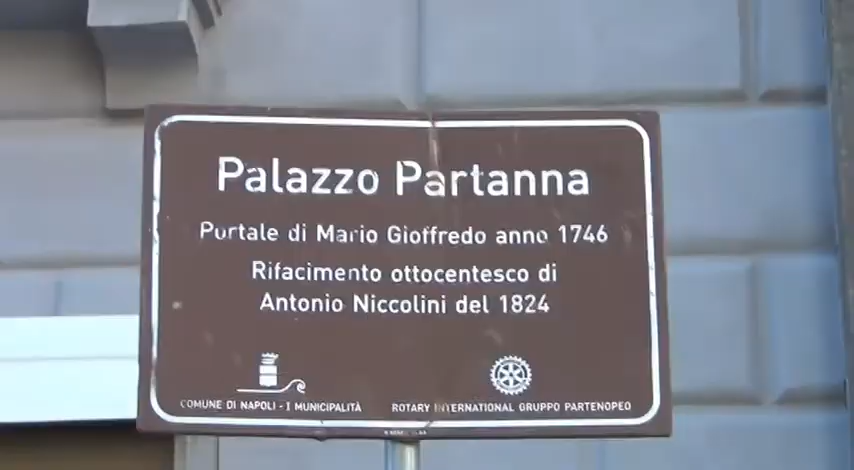 Palazzo Partanna
Portale di Mario Gioffredo anno 1746
Rifacimento ottocentesco di
Antonio Niccolini del 1824
COMUNE DI NAPOLI - I MUNICIPALITÀ
ROTARY INTERNATIONAL GRUPPO PARTENOPEO